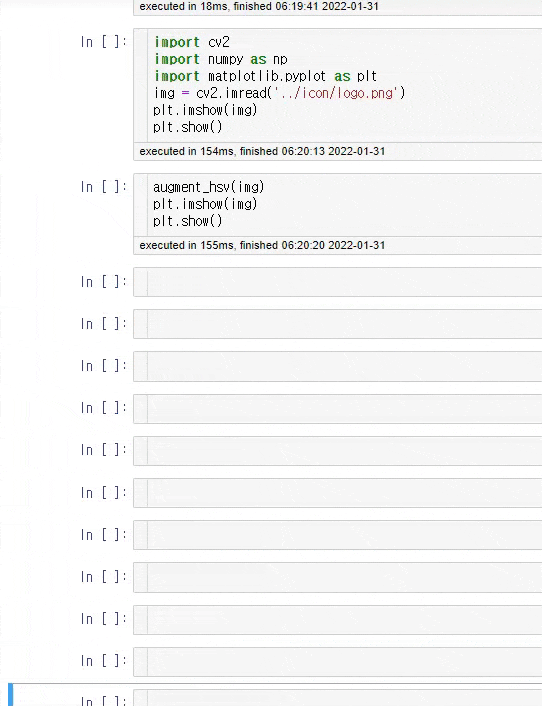 executed in 18ms, finished 06:19:41 2022-01-31
In [ ]: import cv2
import numpy as np
import matplotlib.pyplot as plt
img = cv2.imread('../icon/logo.png')
plt.imshow(img)
plt.show()
executed in 154ms, finished 06:20:13 2022-01-31
In [ ]: augment_hsv(img)
plt.imshow(img)
plt.show()
executed in 155ms, finished 06:20:20 2022-01-31
In [ ]:
In [ ]:
In [ ]:
In [ ]:
In [ ]:
In [ ]:
In [ ]:
In [ ]:
In [ ]:
In [ ]:
In [ ]: